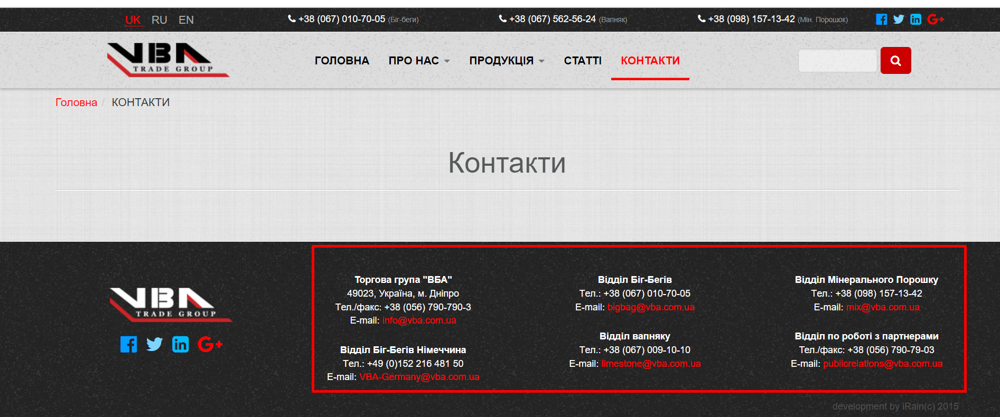 UK RU EN
+38 (067) 010-70-05 (Біг-беги)
+38 (067) 562-56-24 (Вапняк)
+38 (098) 157-13-42 (Мін. Порошок)
VBA
TRADE GROUP
ГОЛОВНА ПРО НАС ПРОДУКЦІЯ СТАТТІ КОНТАКТИ
Головна / КОНТАКТИ
Контакти
VBA
TRADE GROUP
Торгова група "ВБА"
49023, Україна, м. Дніпро
Тел./факс: +38 (056) 790-790-3
E-mail: info@vba.com.ua
Відділ Біг-Бегів Німеччина
Тел.: +49 (0)152 216 481 50
E-mail: VBA-Germany@vba.com.ua
Відділ Біг-Бегів
Тел.: +38 (067) 010-70-05
E-mail: bigbag@vba.com.ua
Відділ вапняку
Тел.: +38 (067) 009-10-10
E-mail: limestone@vba.com.ua
Відділ Мінерального Порошку
Тел.: +38 (098) 157-13-42
E-mail: mix@vba.com.ua
Відділ по роботі з партнерами
Тел./факс: +38 (056) 790-79-03
E-mail: publicrelations@vba.com.ua
development by iRain(c) 2015